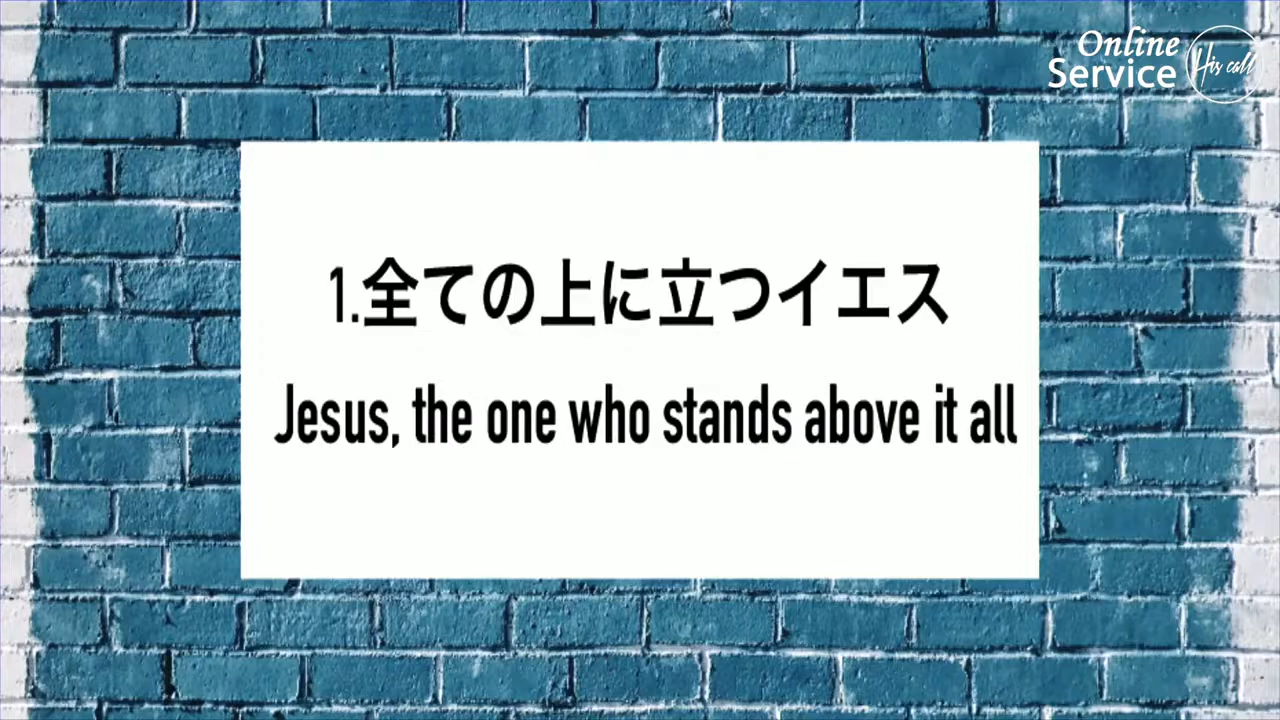 Online
Service
His call
1.全ての上に立つイエス
Jesus, the one who stands above it all